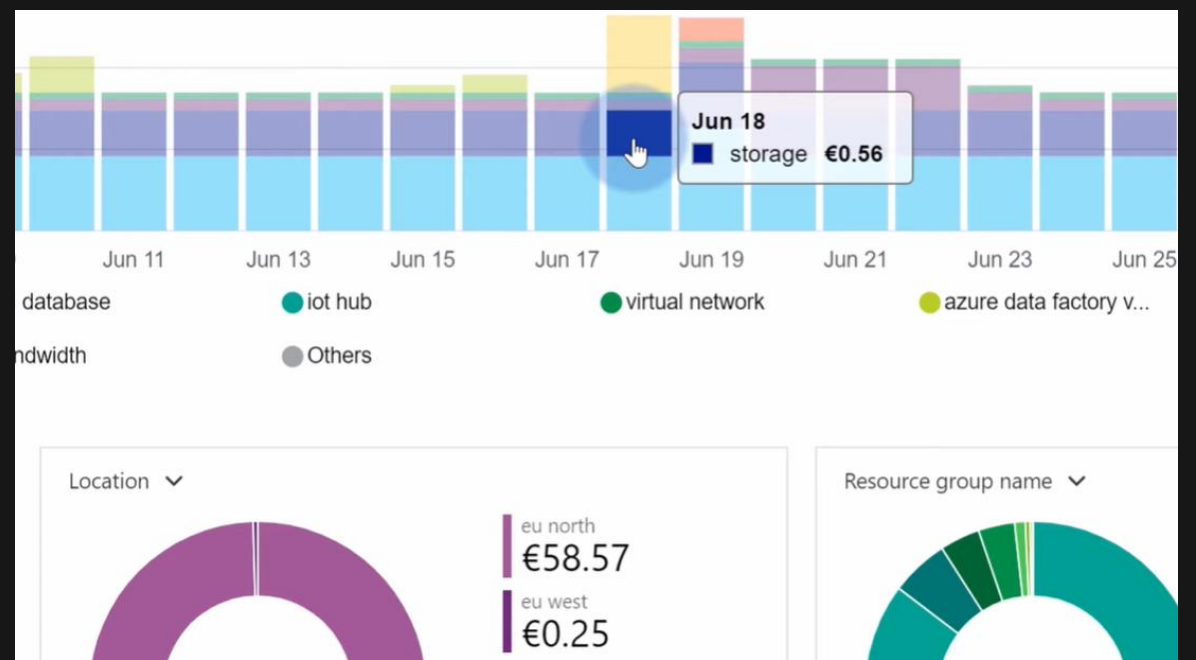 Jun 18
storage €0.56
Jun 11 Jun 13 Jun 15 Jun 17 Jun 19 Jun 21 Jun 23 Jun 25
database iot hub virtual network azure data factory v...
ndwidth Others
Location
eu north
€58.57
eu west
€0.25
Resource group name